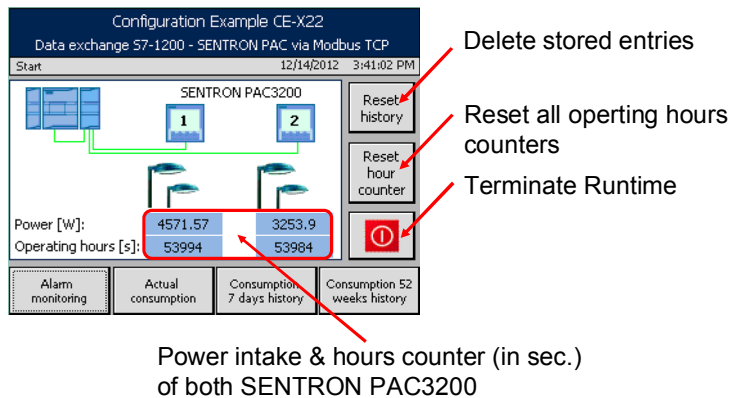 Configuration Example CE-X22
Data exchange S7-1200 - SENTRON PAC via Modbus TCP
Start 12/14/2012 3:41:02 PM
SENTRON PAC3200
1 2
Reset
history
Reset
hour
counter
Power [W]: 4571.57 3253.9
Operating hours [s]: 53994 53984
Alarm
monitoring
Actual
consumption
Consumption
7 days history
Consumption 52
weeks history
Delete stored entries
Reset all operting hours
counters
Terminate Runtime
Power intake & hours counter (in sec.)
of both SENTRON PAC3200